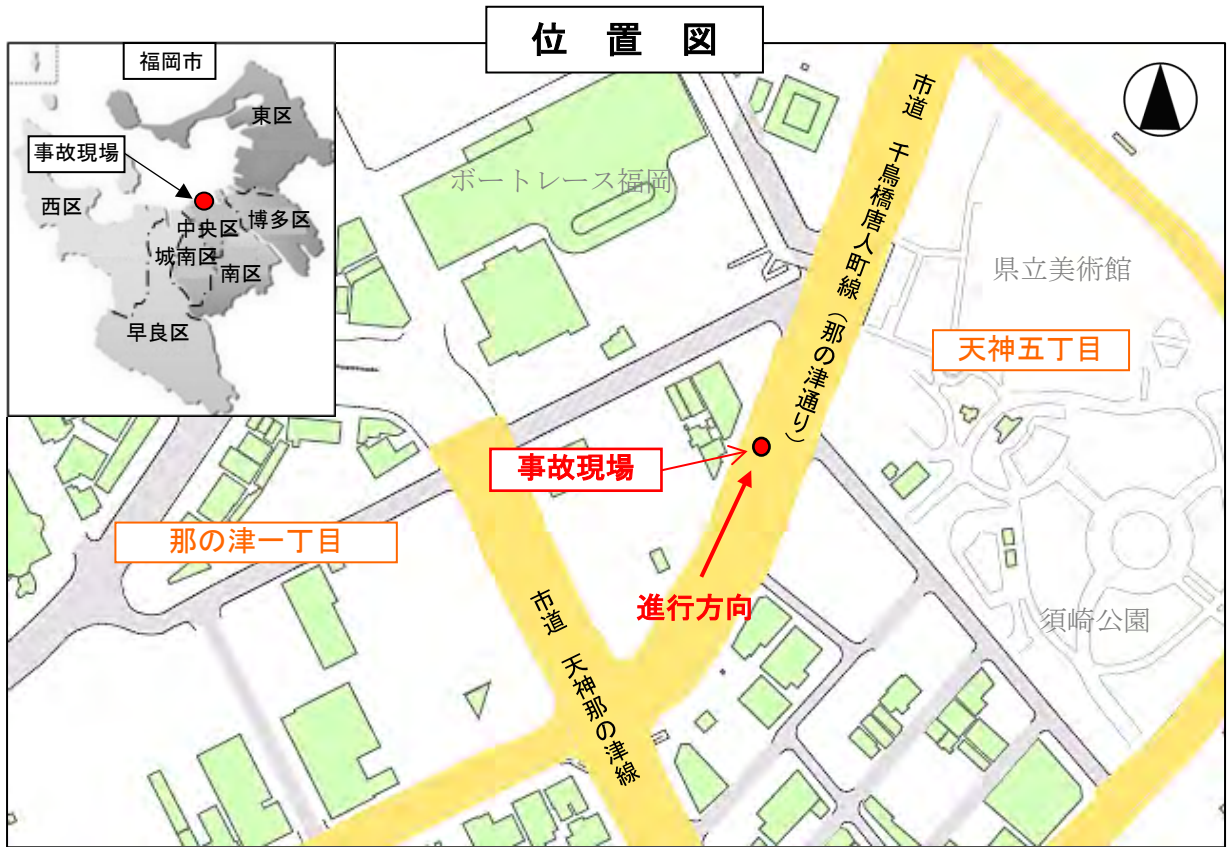 位 置 図
福岡市
東区
事故現場
西区
中央区
博多区
城南区
南区
早良区
ボートレース福岡
市道 千鳥橋唐人町線(那の津通り)
県立美術館
天神五丁目
事故現場
那の津一丁目
進行方向
須崎公園
市道 天神那の津線